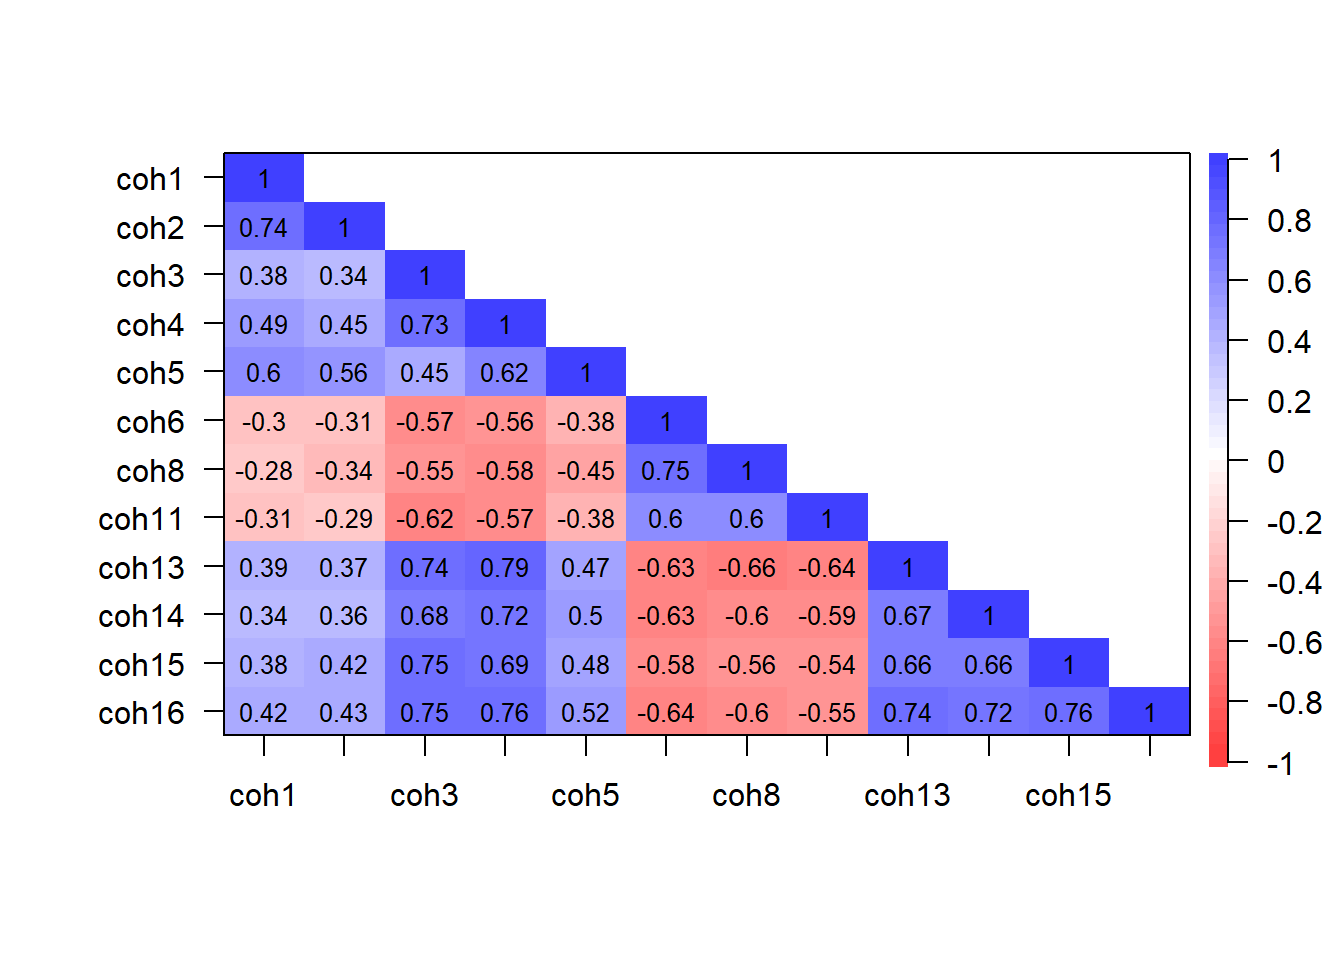 coh1 1 1
coh2 0.74 1 0.8
coh3 0.38 0.34 1 0.6
coh4 0.49 0.45 0.73 1 0.4
coh5 0.6 0.56 0.45 0.62 1 0.2
coh6 -0.3 -0.31 -0.57 -0.56 -0.38 1 0
coh8 -0.28 -0.34 -0.55 -0.58 -0.45 0.75 1
coh11 -0.31 -0.29 -0.62 -0.57 -0.38 0.6 0.6 1 -0.2
coh13 0.39 0.37 0.74 0.79 0.47 -0.63 -0.66 -0.64 1 -0.4
coh14 0.34 0.36 0.68 0.72 0.5 -0.63 -0.6 -0.59 0.67 1 -0.6
coh15 0.38 0.42 0.75 0.69 0.48 -0.58 -0.56 -0.54 0.66 0.66 1
coh16 0.42 0.43 0.75 0.76 0.52 -0.64 -0.6 -0.55 0.74 0.72 0.76 1 -0.8
-1
coh1 coh3 coh5 coh8 coh13 coh15